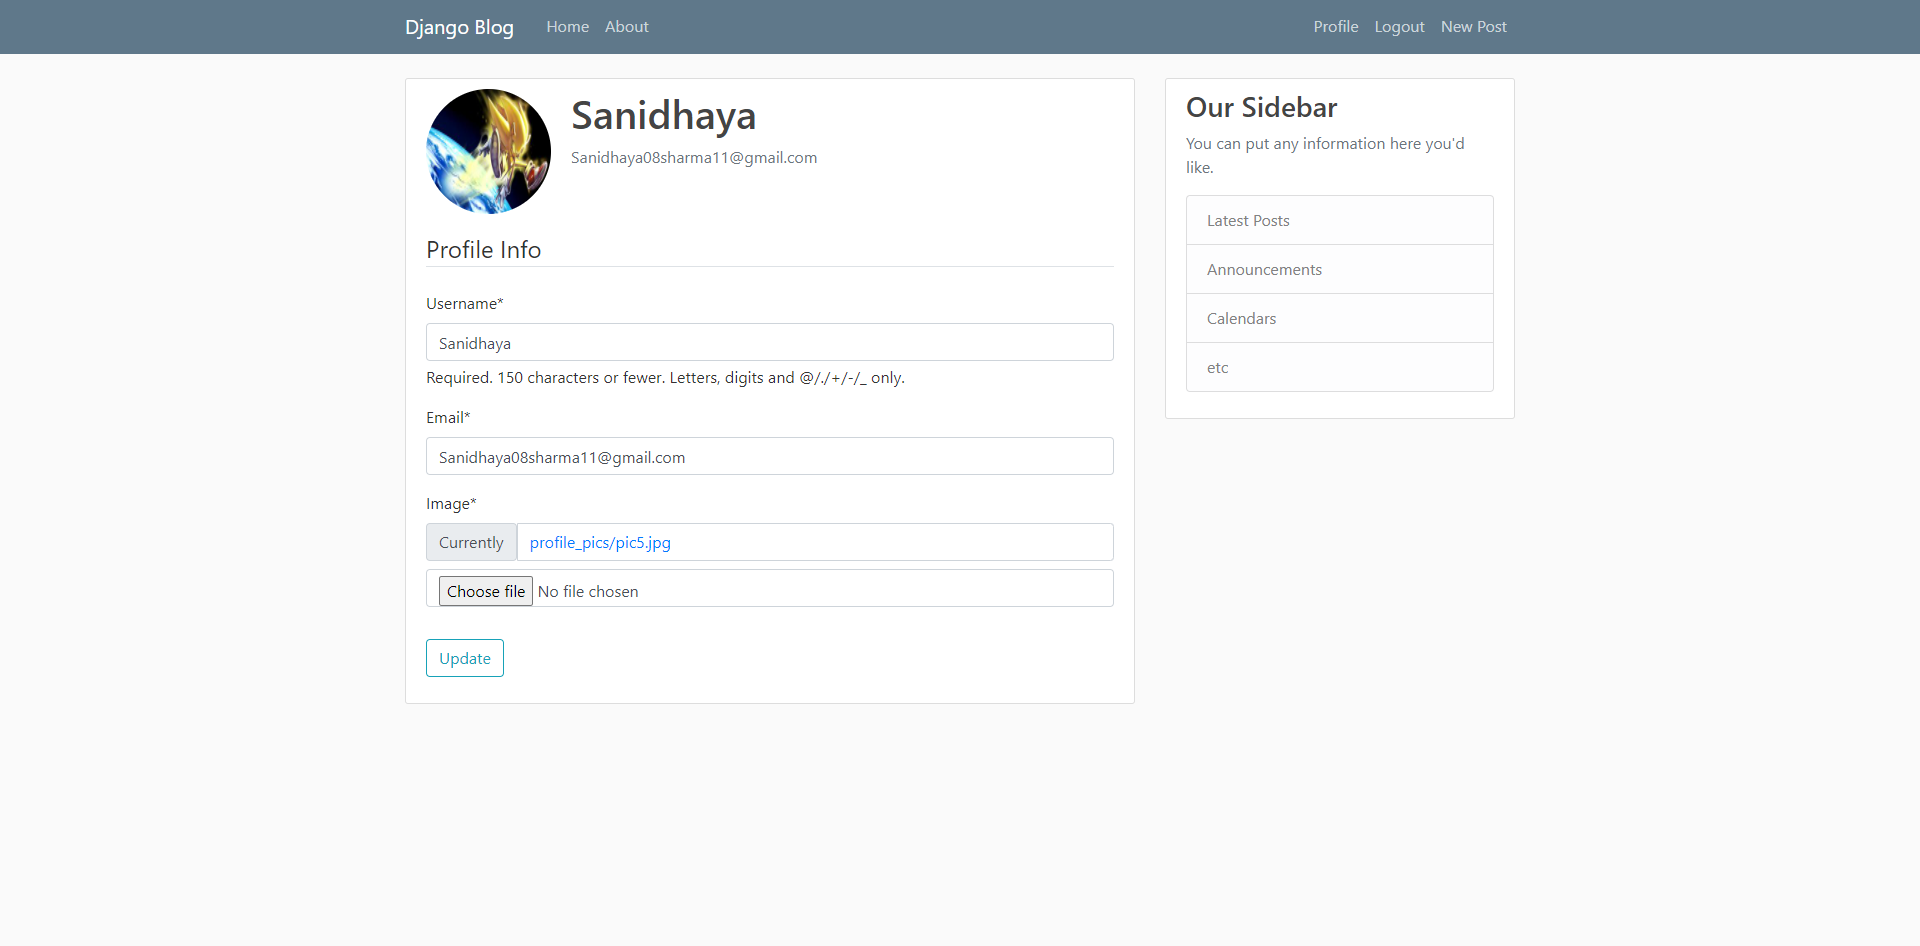 Django Blog Home About Profile Logout New Post
Sanidhaya
Sanidhaya08sharma11@gmail.com
Profile Info
Username*
Sanidhaya
Required. 150 characters or fewer. Letters, digits and @/./+/-/_ only.
Email*
Sanidhaya08sharma11@gmail.com
Image*
Currently profile_pics/pic5.jpg
Choose file No file chosen
Update
Our Sidebar
You can put any information here you'd
like.
Latest Posts
Announcements
Calendars
etc